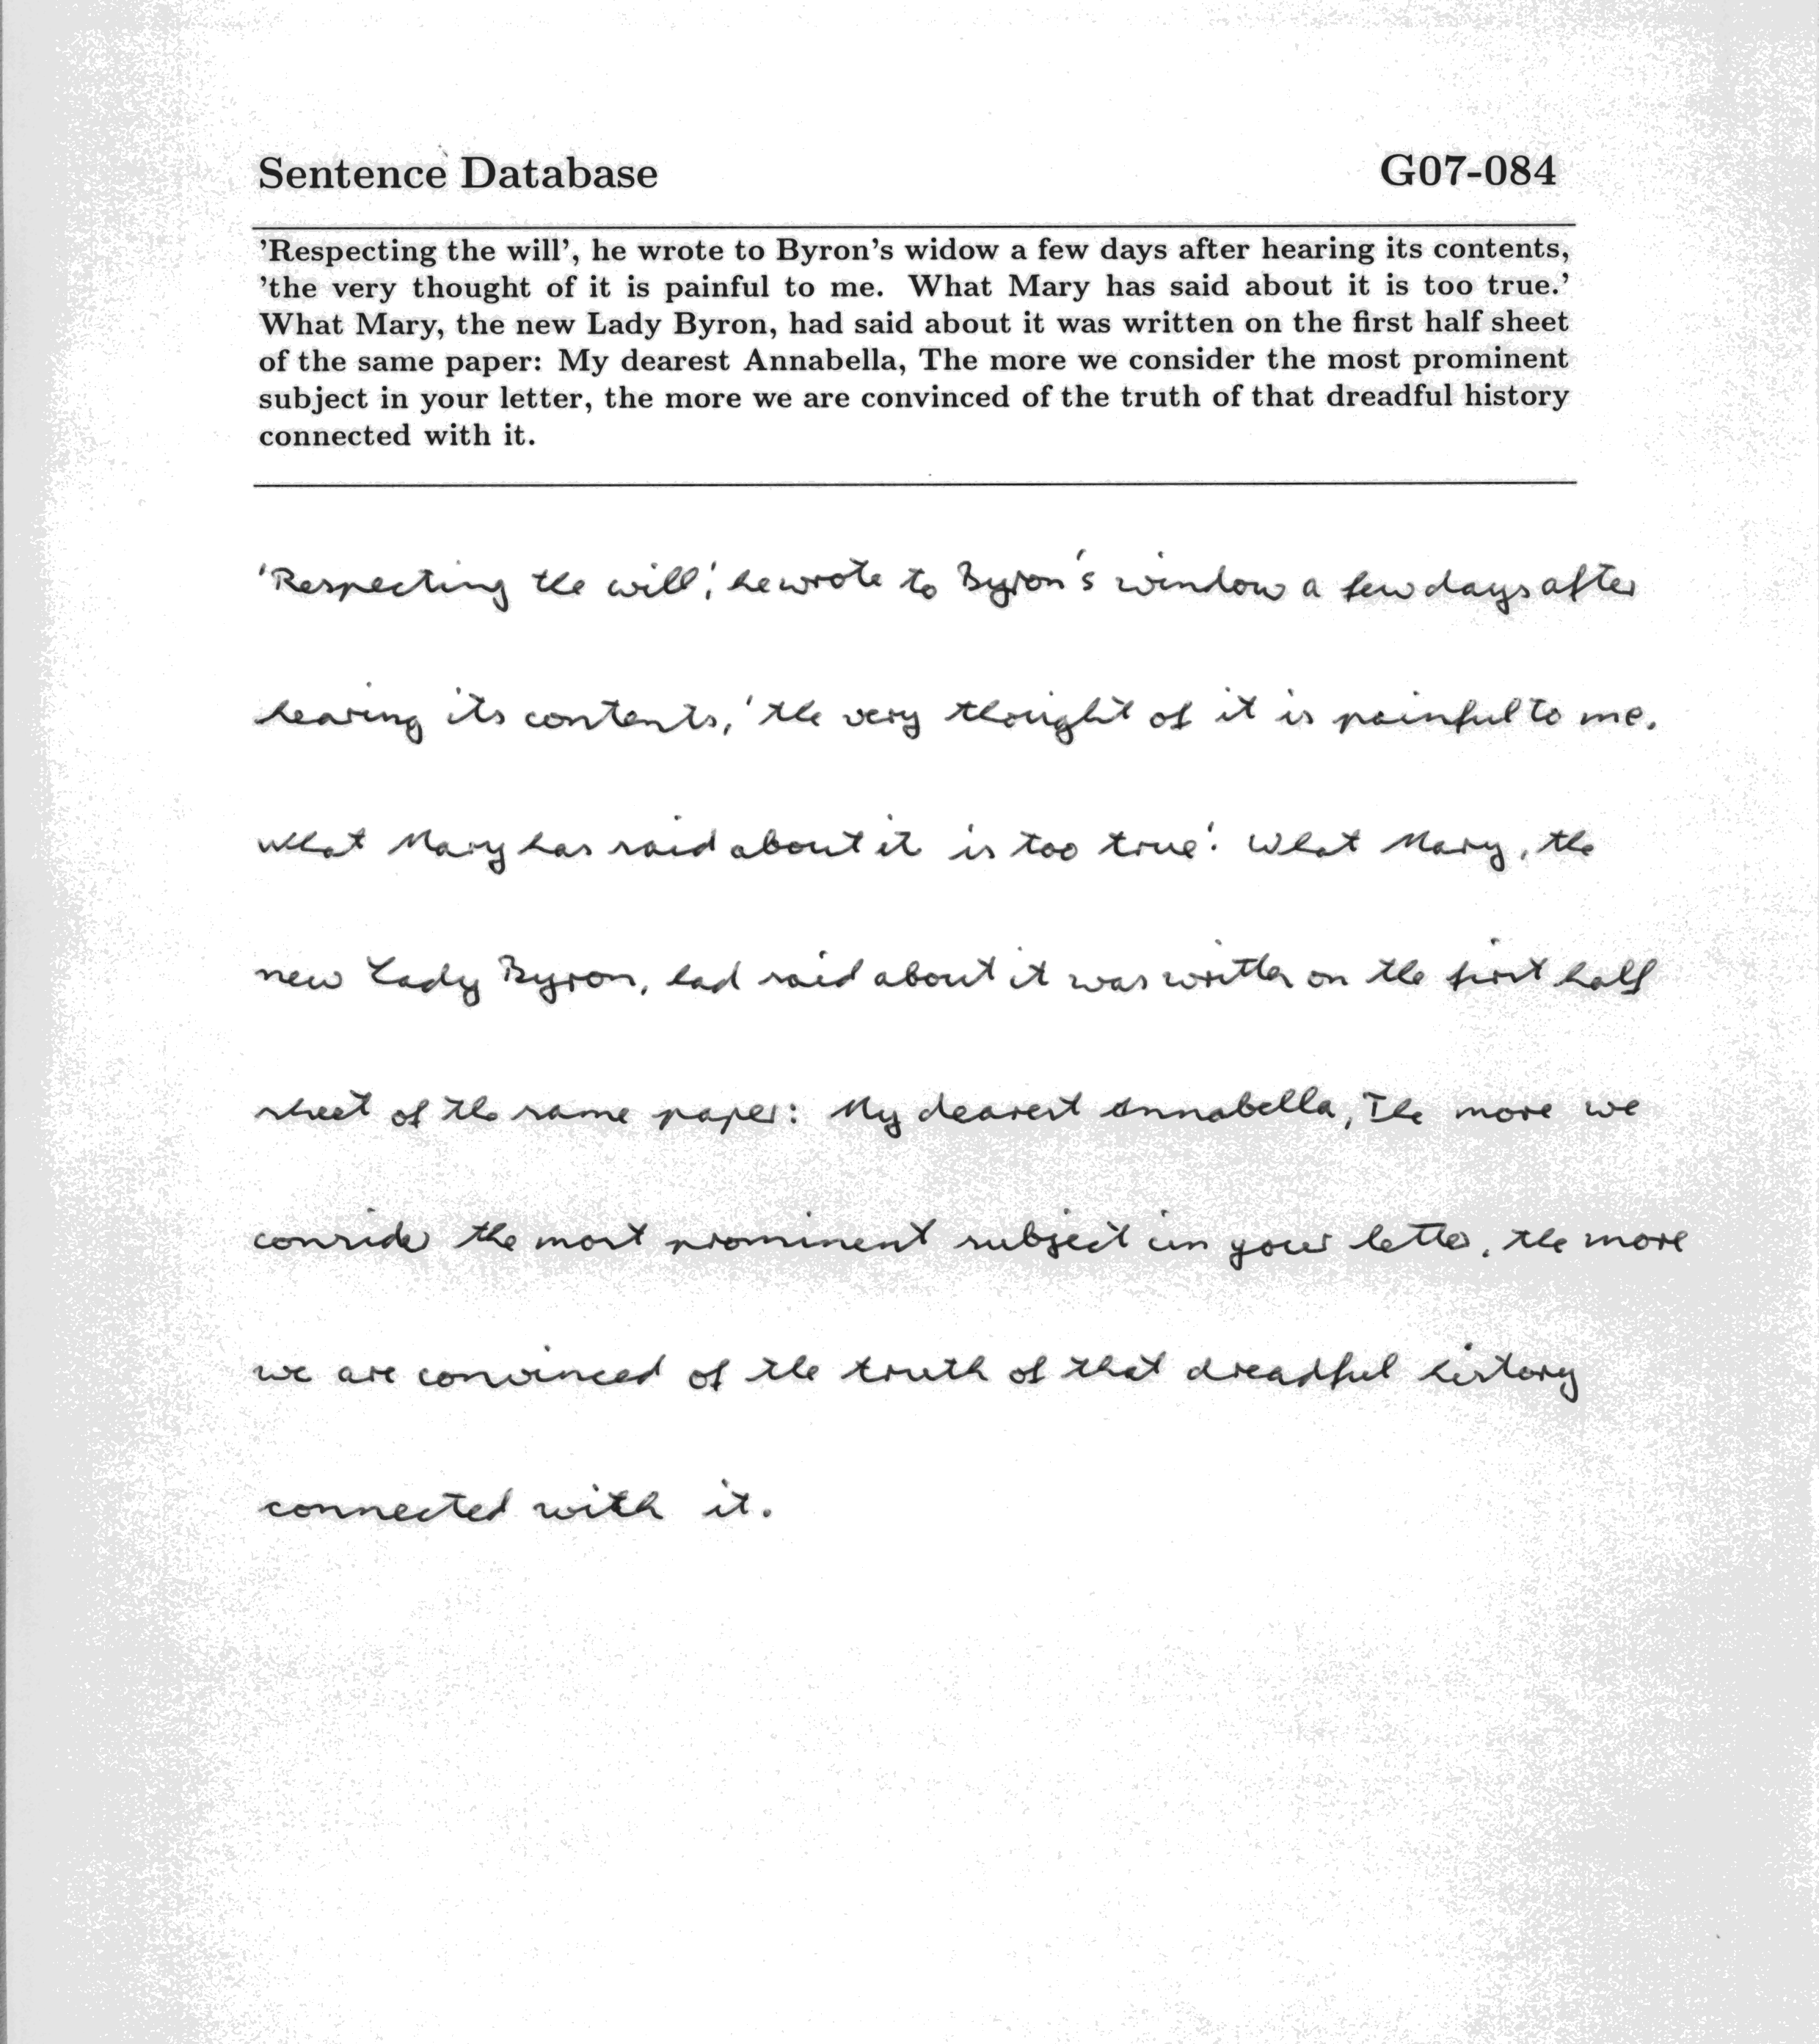 Sentence Database G07-084
'Respecting the will', he wrote to Byron's widow a few days after hearing its contents,
'the very thought of it is painful to me. What Mary has said about it is too true.'
What Mary, the new Lady Byron, had said about it was written on the first half sheet
of the same paper: My dearest Annabella, The more we consider the most prominent
subject in your letter, the more we are convinced of the truth of that dreadful history
connected with it.
'Respecting the will', he wrote to Byron's window a few days after
hearing its contents, 'the very thought of it is painful to me.
What Mary has said about it is too true.' What Mary, the
new Lady Byron, had said about it was written on the first half
sheet of the same paper: My dearest Annabella, The more we
consider the most prominent subject in your letter, the more
we are convinced of the truth of that dreadful history
connected with it.